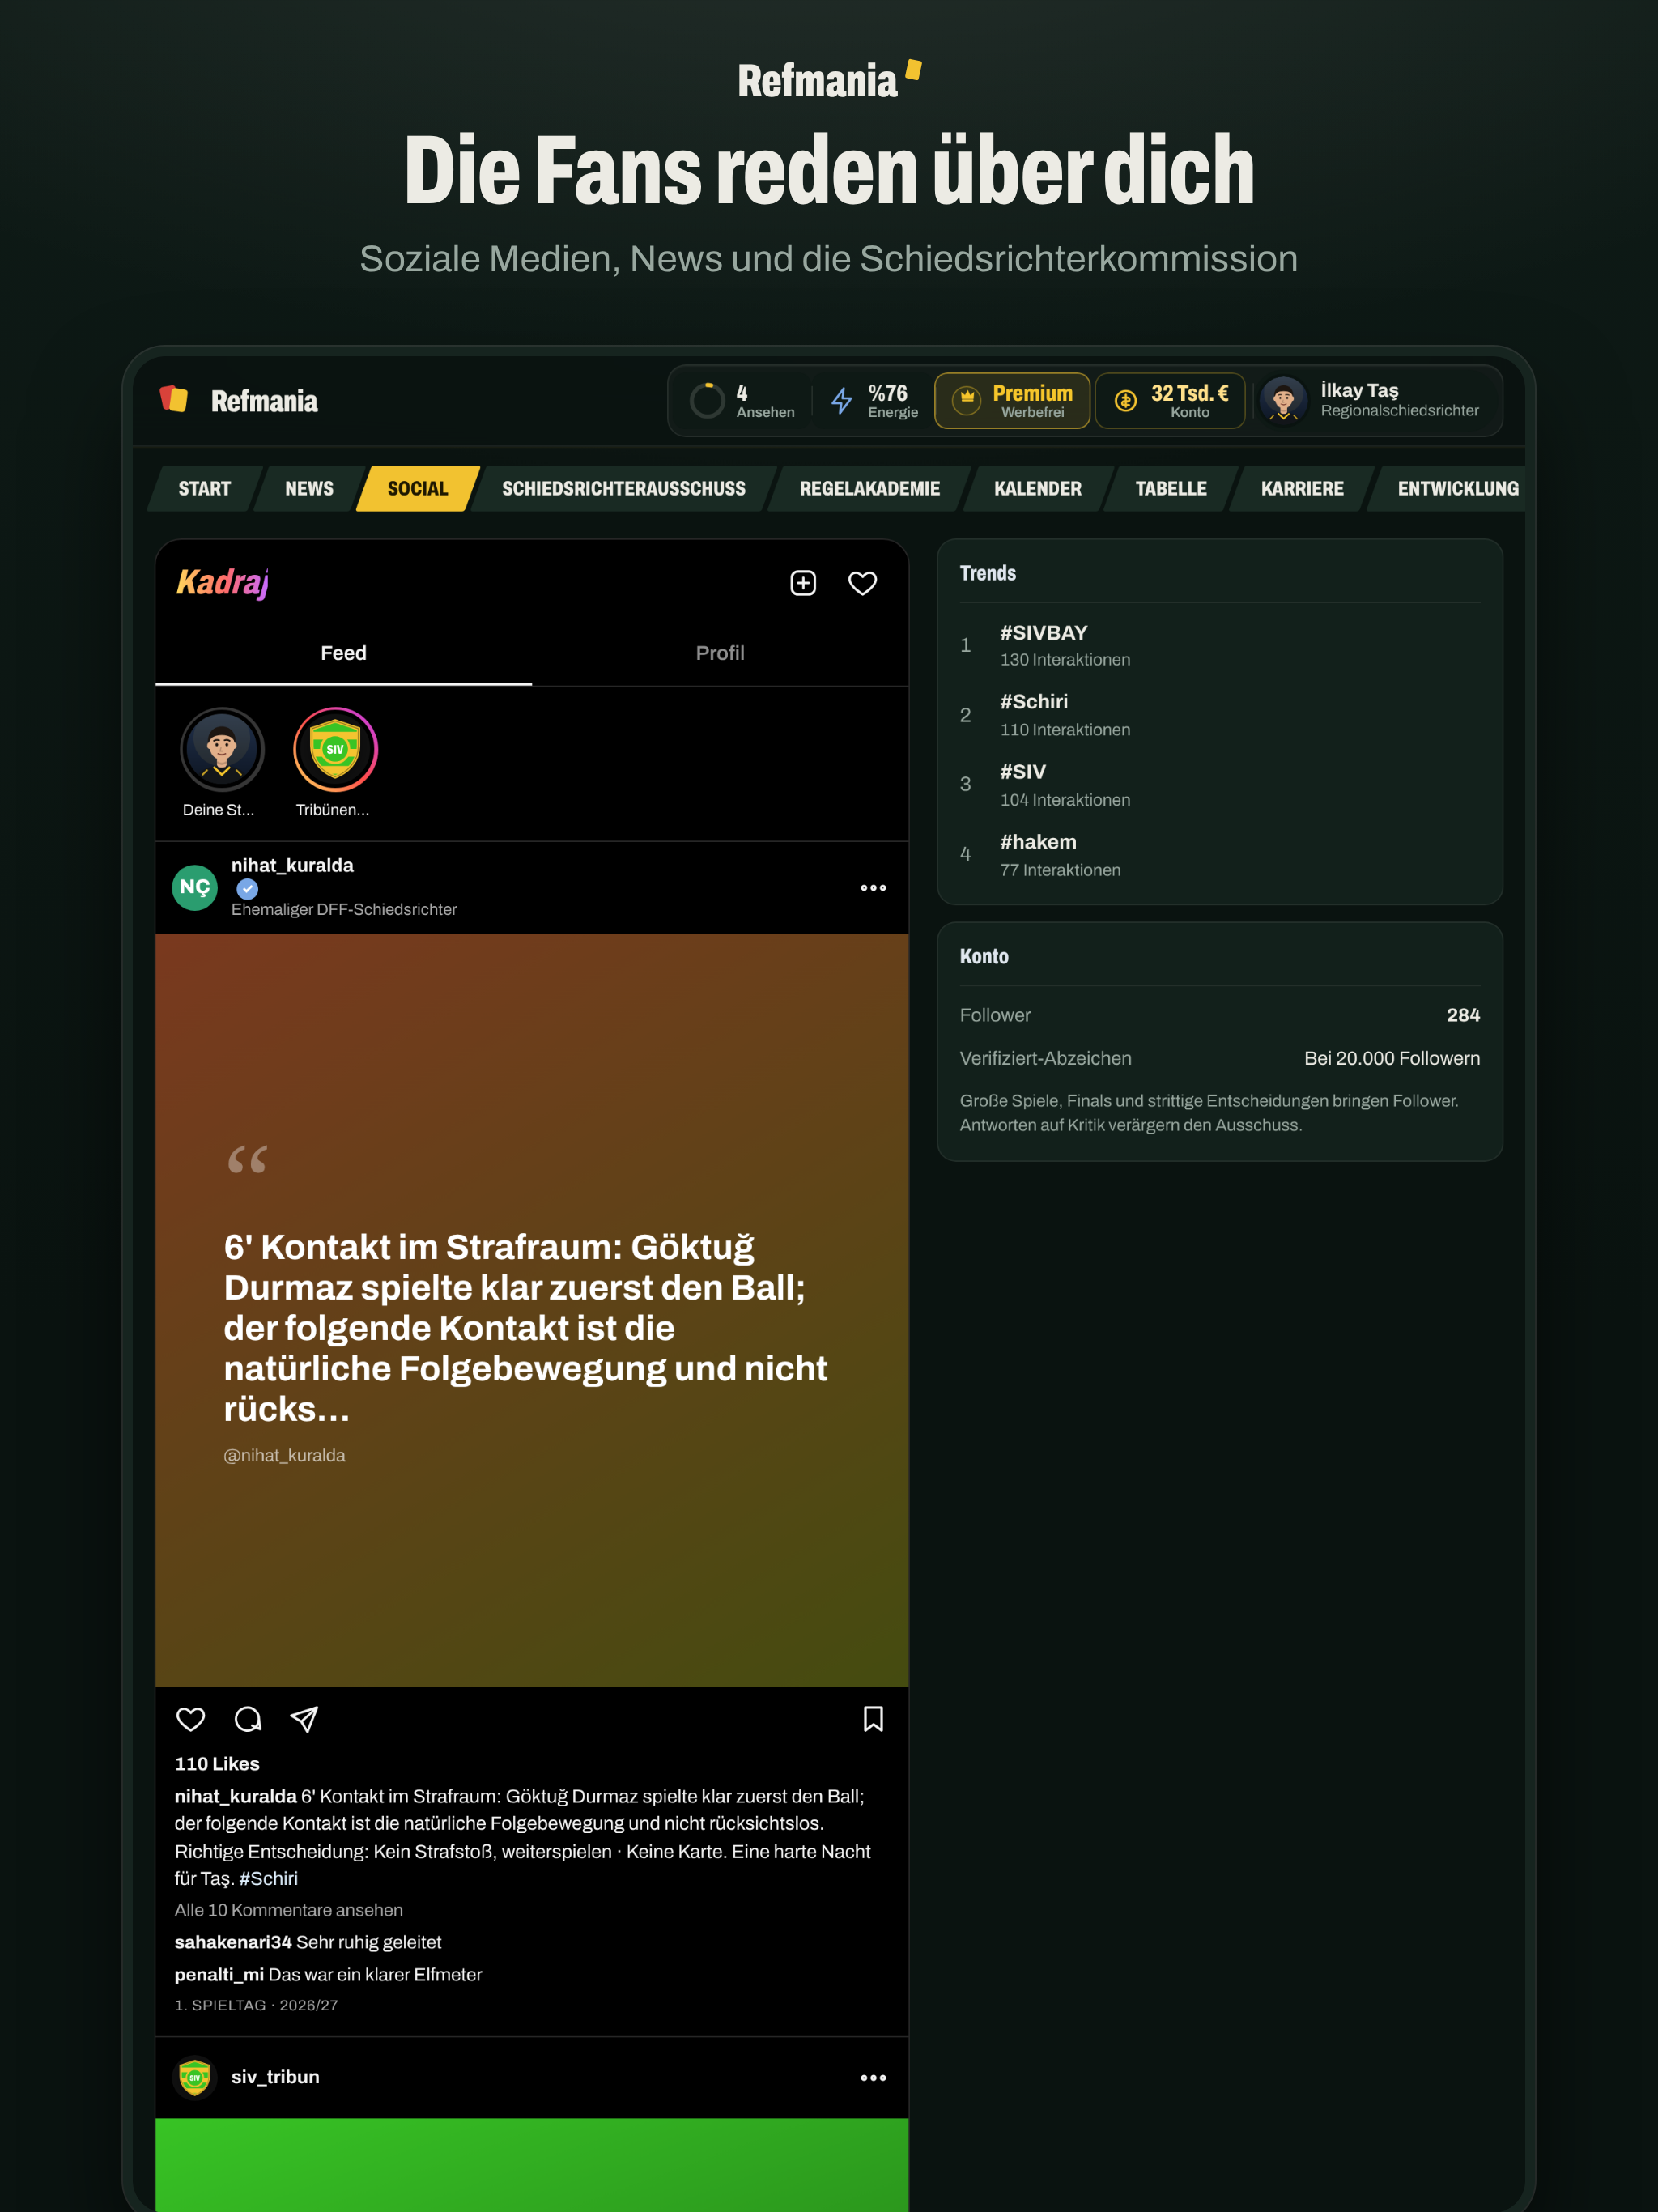 Refmania
Die Fans reden über dich
Soziale Medien, News und die Schiedsrichterkommission
Refmania
4
Ansehen
%76
Energie
Premium
Werbefrei
32 Tsd. €
Konto
İlkay Taş
Regionalschiedsrichter
START
NEWS
SOCIAL
SCHIEDSRICHTERAUSSCHUSS
REGELAKADEMIE
KALENDER
TABELLE
KARRIERE
ENTWICKLUNG
Kadraj
Feed
Profil
SIV
Deine St...
Tribünen...
NÇ
nihat_kuralda
Ehemaliger DFF-Schiedsrichter
“
6' Kontakt im Strafraum: Göktuğ
Durmaz spielte klar zuerst den Ball;
der folgende Kontakt ist die
natürliche Folgebewegung und nicht
rücks...
@nihat_kuralda
110 Likes
nihat_kuralda 6' Kontakt im Strafraum: Göktuğ Durmaz spielte klar zuerst den Ball;
der folgende Kontakt ist die natürliche Folgebewegung und nicht rücksichtslos.
Richtige Entscheidung: Kein Strafstoß, weiterspielen · Keine Karte. Eine harte Nacht
für Taş. #Schiri
Alle 10 Kommentare ansehen
sahakenari34 Sehr ruhig geleitet
penalti_mi Das war ein klarer Elfmeter
1. SPIELTAG · 2026/27
SIV
siv_tribun
Trends
1
#SIVBAY
130 Interaktionen
2
#Schiri
110 Interaktionen
3
#SIV
104 Interaktionen
4
#hakem
77 Interaktionen
Konto
Follower
284
Verifiziert-Abzeichen
Bei 20.000 Followern
Große Spiele, Finals und strittige Entscheidungen bringen Follower.
Antworten auf Kritik verärgern den Ausschuss.